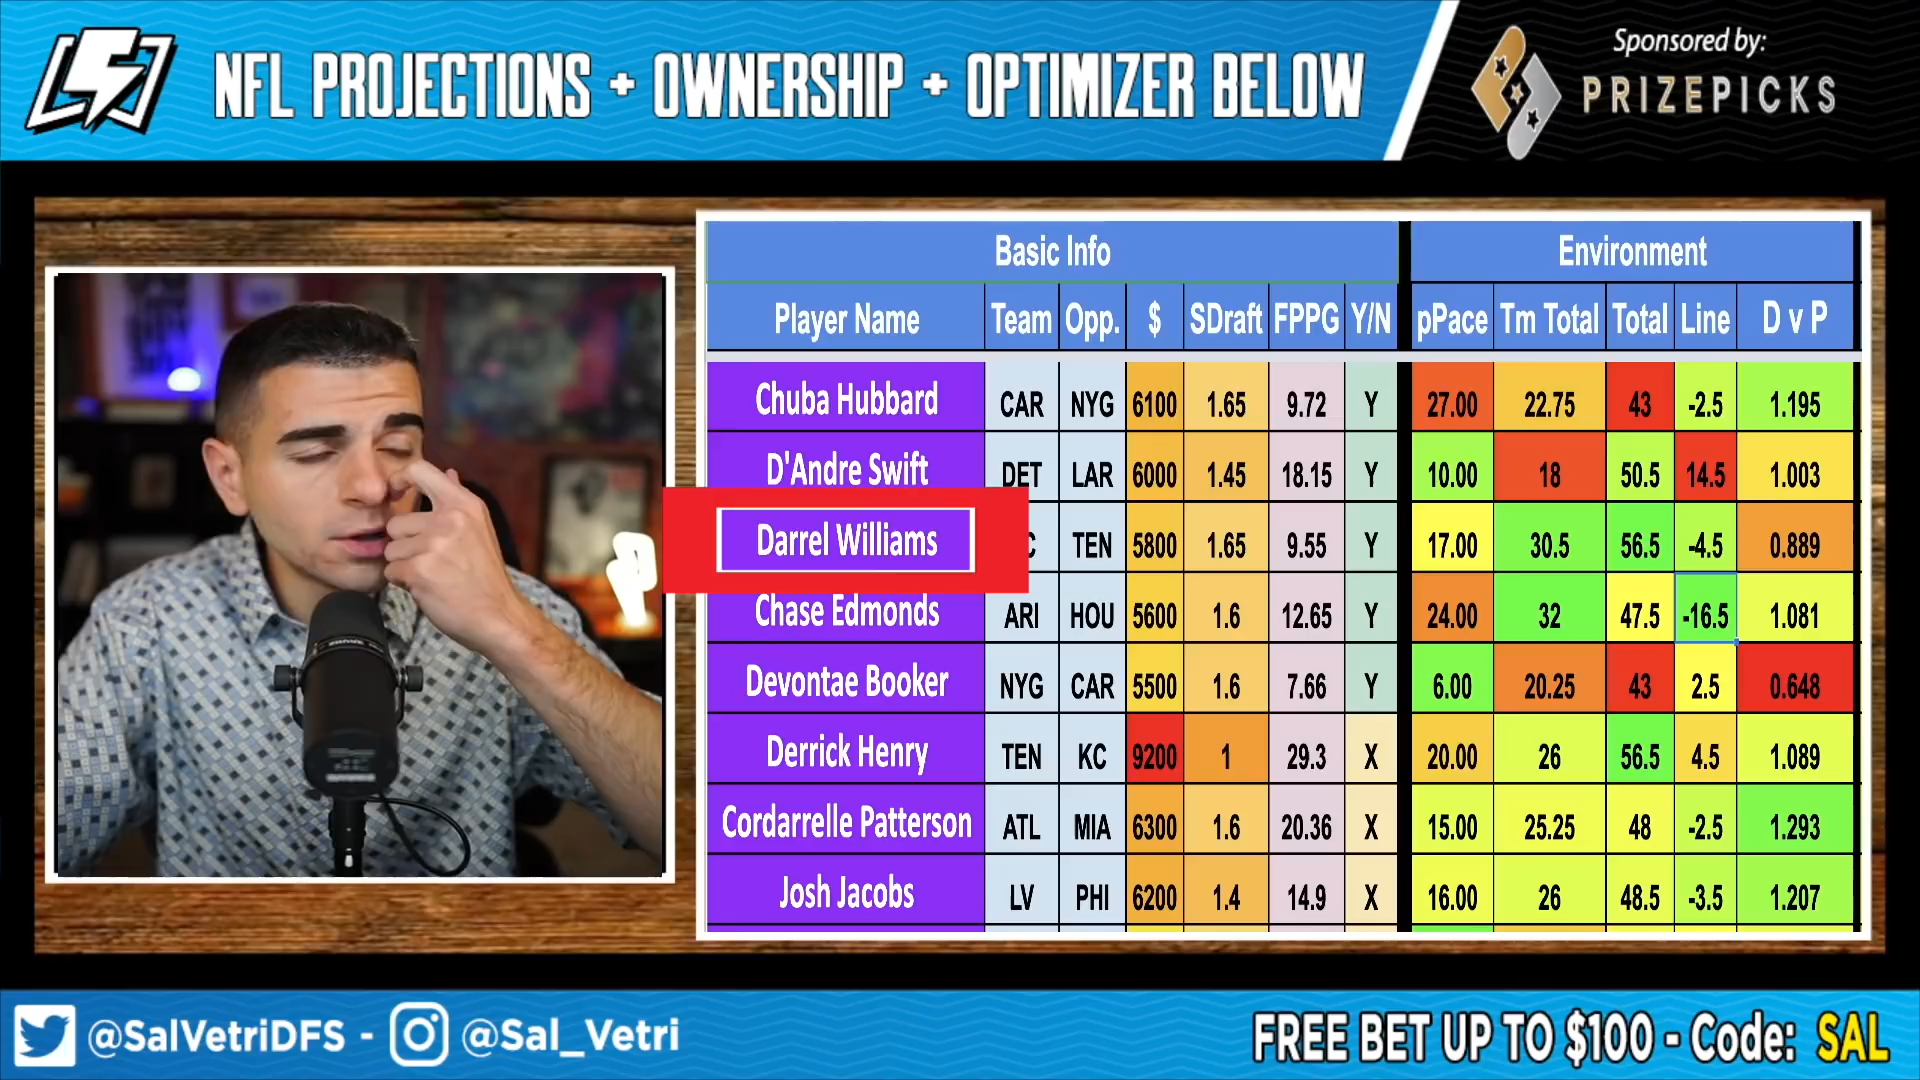 NFL PROJECTIONS + OWNERSHIP + OPTIMIZER BELOW
Sponsored by:
PRIZEPICKS
Basic Info Environment
Player Name Team Opp. $ SDraft FPPG Y/N pPace Tm Total Total Line D v P
Chuba Hubbard CAR NYG 6100 1.65 9.72 Y 27.00 22.75 43 -2.5 1.195
D'Andre Swift DET LAR 6000 1.45 18.15 Y 10.00 18 50.5 14.5 1.003
Darrel Williams C TEN 5800 1.65 9.55 Y 17.00 30.5 56.5 -4.5 0.889
Chase Edmonds ARI HOU 5600 1.6 12.65 Y 24.00 32 47.5 -16.5 1.081
Devontae Booker NYG CAR 5500 1.6 7.66 Y 6.00 20.25 43 2.5 0.648
Derrick Henry TEN KC 9200 1 29.3 X 20.00 26 56.5 4.5 1.089
Cordarrelle Patterson ATL MIA 6300 1.6 20.36 X 15.00 25.25 48 -2.5 1.293
Josh Jacobs LV PHI 6200 1.4 14.9 X 16.00 26 48.5 -3.5 1.207
@SalVetriDFS - @Sal_Vetri
FREE BET UP TO $100 - Code: SAL